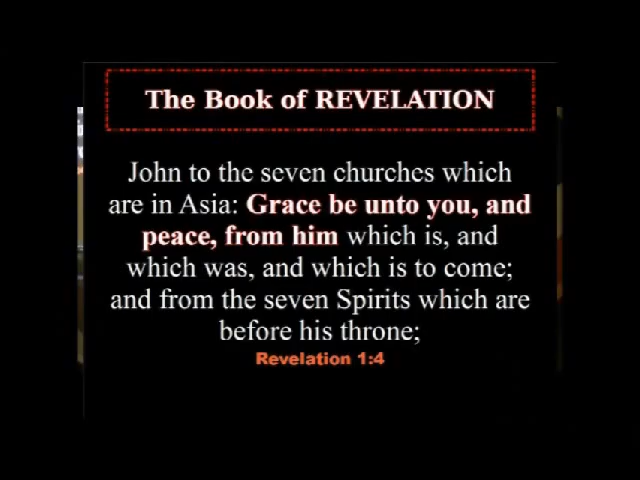 The Book of REVELATION
John to the seven churches which
are in Asia: Grace be unto you, and
peace, from him which is, and
which was, and which is to come;
and from the seven Spirits which are
before his throne;
Revelation 1:4